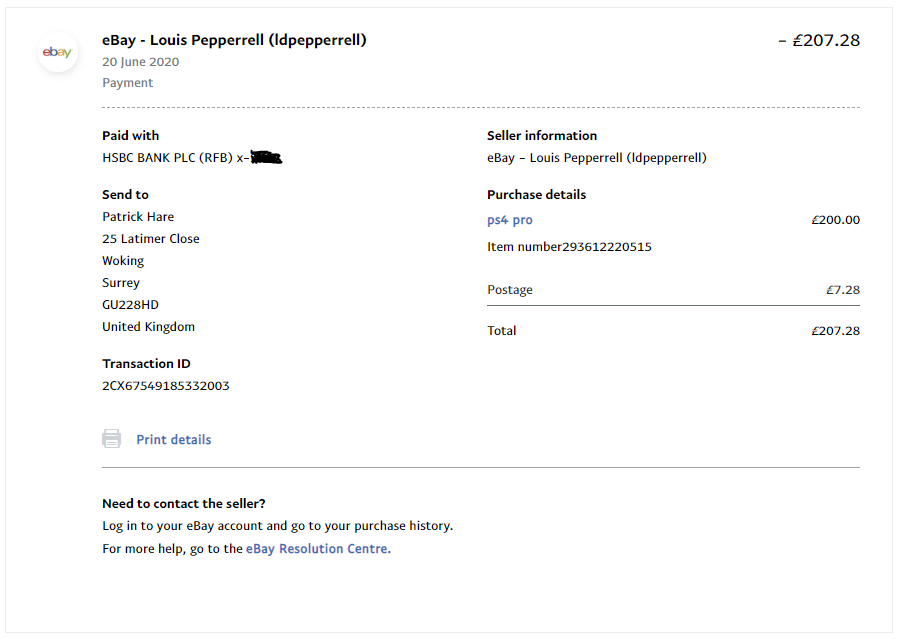 ebay
eBay - Louis Pepperrell (ldpepperrell)
- £207.28
20 June 2020
Payment
Paid with
HSBC BANK PLC (RFB) x-
Send to
Patrick Hare
25 Latimer Close
Woking
Surrey
GU228HD
United Kingdom
Transaction ID
2CX67549185332003
Print details
Seller information
eBay - Louis Pepperrell (ldpepperrell)
Purchase details
ps4 pro £200.00
Item number293612220515
Postage £7.28
Total £207.28
Need to contact the seller?
Log in to your eBay account and go to your purchase history.
For more help, go to the eBay Resolution Centre.